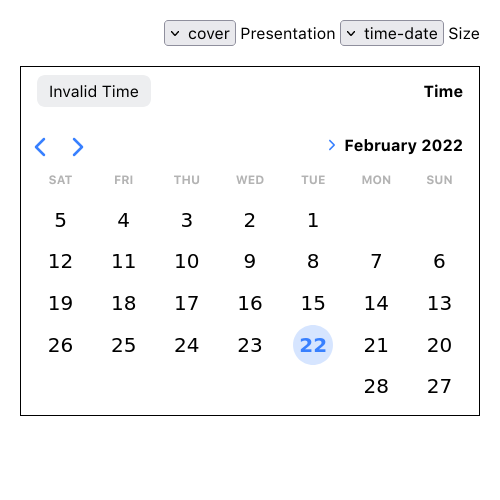 Size time-date Presentation cover
Time Invalid Time
February 2022
SUN MON TUE WED THU FRI SAT
1 2 3 4 5
6 7 8 9 10 11 12
13 14 15 16 17 18 19
20 21 22 23 24 25 26
27 28